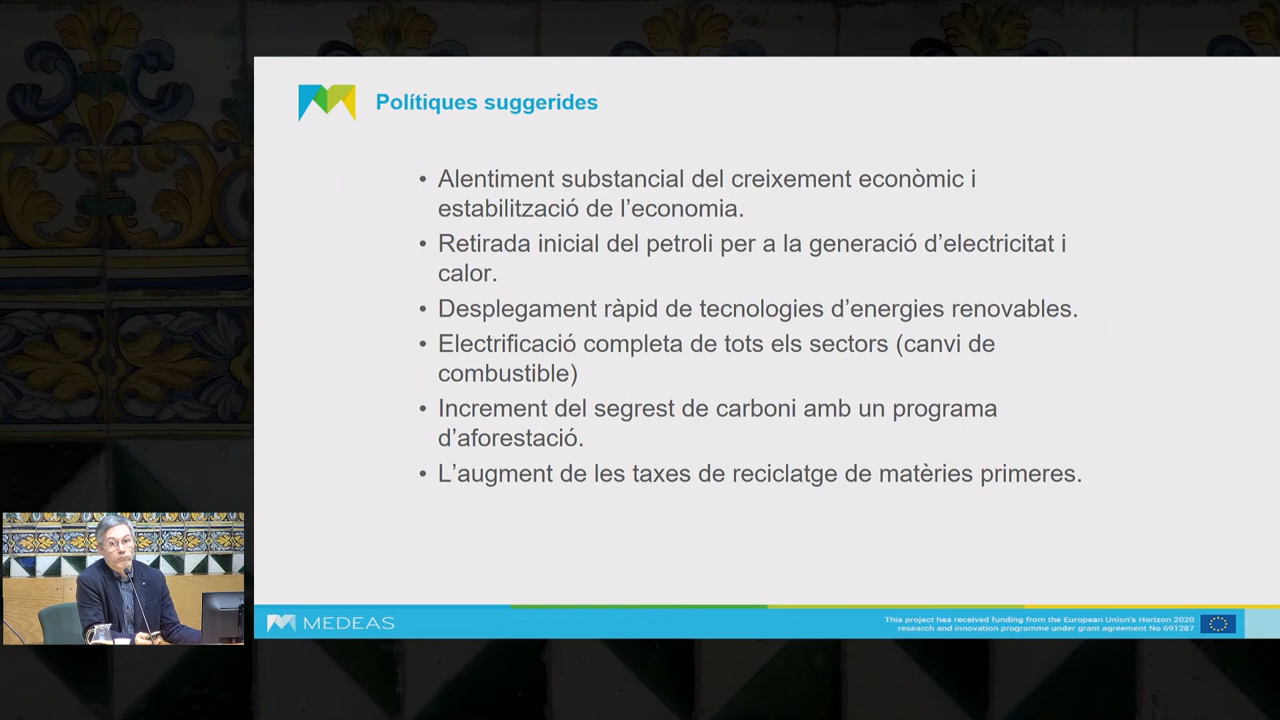 Polítiques suggerides
• Alentiment substancial del creixement econòmic i
estabilització de l’economia.
• Retirada inicial del petroli per a la generació d’electricitat i
calor.
• Desplegament ràpid de tecnologies d’energies renovables.
• Electrificació completa de tots els sectors (canvi de
combustible)
• Increment del segrest de carboni amb un programa
d’aforestació.
• L’augment de les taxes de reciclatge de matèries primeres.
MEDEAS
This project has received funding from the European Union's Horizon 2020
research and innovation programme under grant agreement No 691287